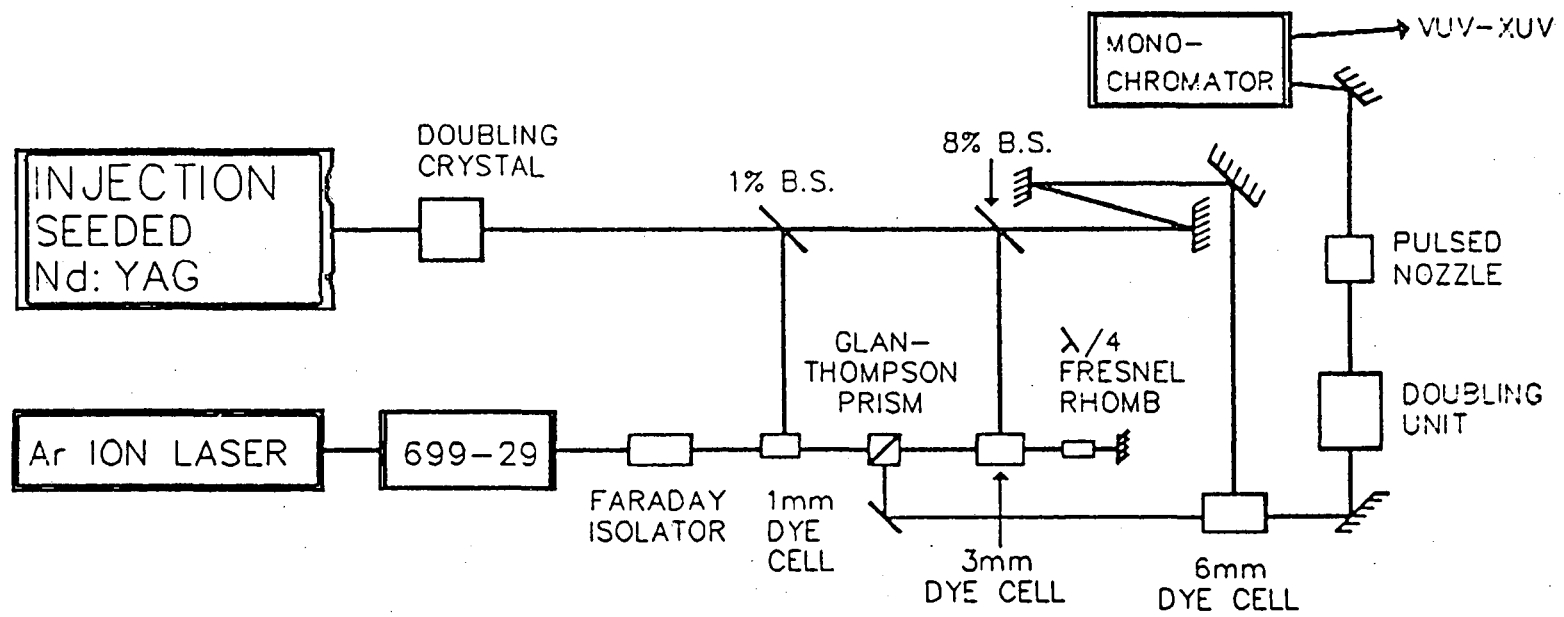 MONO-
CHROMATOR
VUV-XUV
DOUBLING
CRYSTAL
8% B.S.
1% B.S.
INJECTION
SEEDED
Nd: YAG
PULSED
NOZZLE
GLAN-
THOMPSON
PRISM
λ/4
FRESNEL
RHOMB
DOUBLING
UNIT
Ar ION LASER
699-29
FARADAY
ISOLATOR
1mm
DYE
CELL
3mm
DYE CELL
6mm
DYE CELL